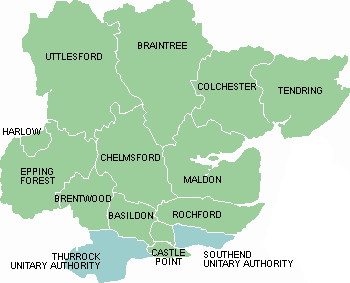 BRAINTREE
UTTLESFORD
COLCHESTER
TENDRING
HARLOW
CHELMSFORD
EPPING
FOREST
MALDON
BRENTWOOD
BASILDON
ROCHFORD
THURROCK
UNITARY AUTHORITY
CASTLE
POINT
SOUTHEND
UNITARY AUTHORITY